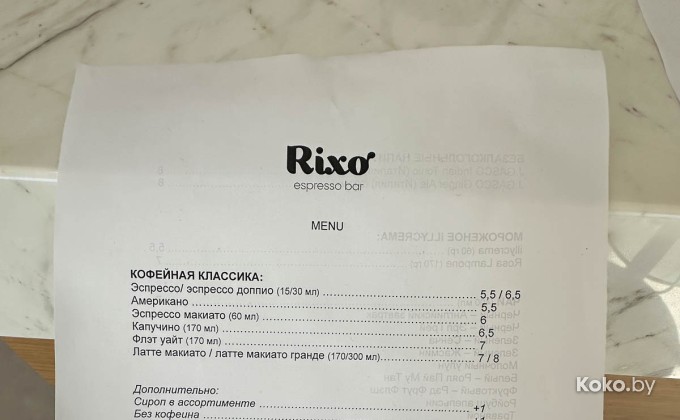 Rixo
espresso bar
MENU
КОФЕЙНАЯ КЛАССИКА:
Эспрессо/ эспрессо доппио (15/30 мл) 5,5 / 6,5
Американо 5,5
Эспрессо макиато (60 мл) 6
Капучино (170 мл) 6,5
Флэт уайт (170 мл) 7
Латте макиато / латте макиато гранде (170/300 мл) 7 / 8
Дополнительно:
Сироп в ассортименте +1
Без кофеина
Koko.by